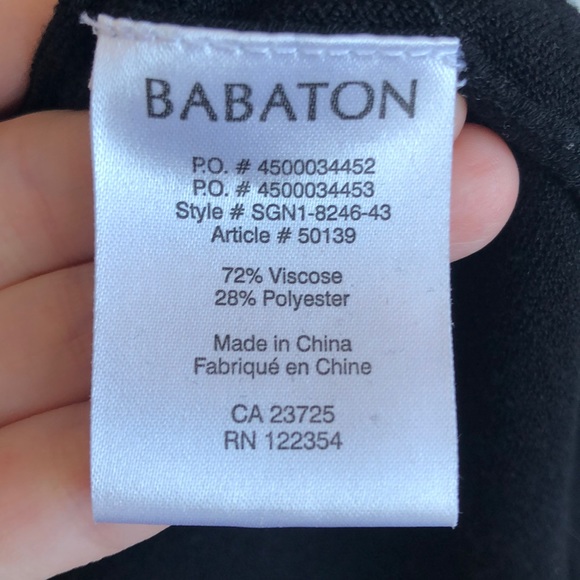 BABATON
P.O. # 4500034452
P.O. # 4500034453
Style # SGN1-8246-43
Article # 50139
72% Viscose
28% Polyester
Made in China
Fabriqué en Chine
CA 23725
RN 122354